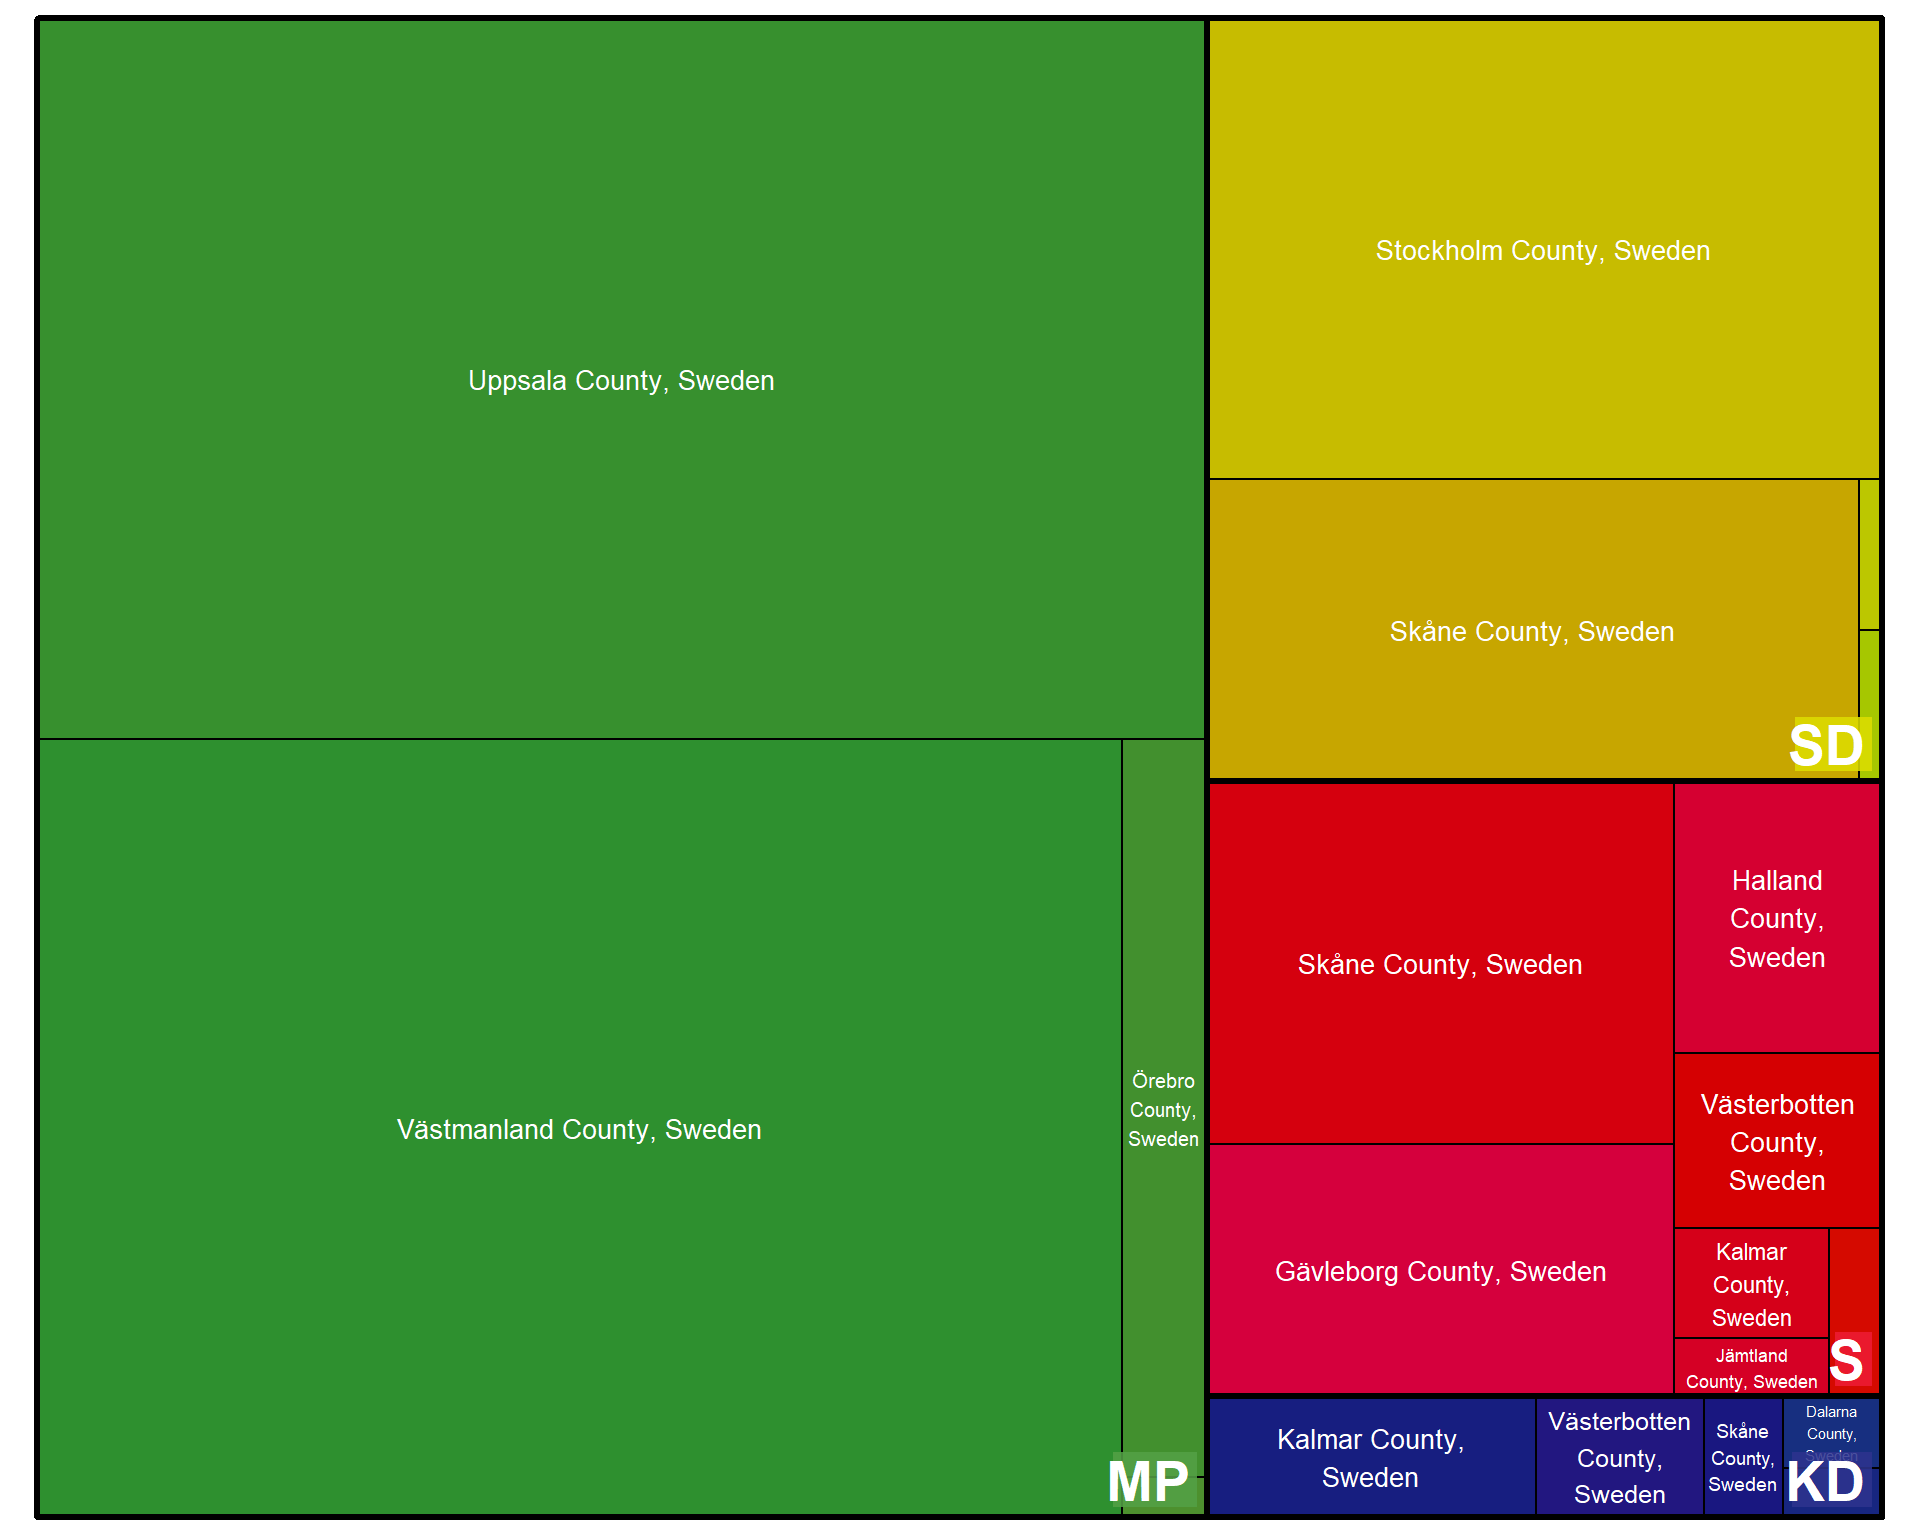 Uppsala County, Sweden
Västmanland County, Sweden
Örebro
County,
Sweden
MP
Stockholm County, Sweden
Skåne County, Sweden
SD
Skåne County, Sweden
Gävleborg County, Sweden
Halland
County,
Sweden
Västerbotten
County,
Sweden
Kalmar
County,
Sweden
Jämtland
County, Sweden
S
Kalmar County,
Sweden
Västerbotten
County,
Sweden
Skåne
County,
Sweden
Dalarna
County,
Sweden
KD